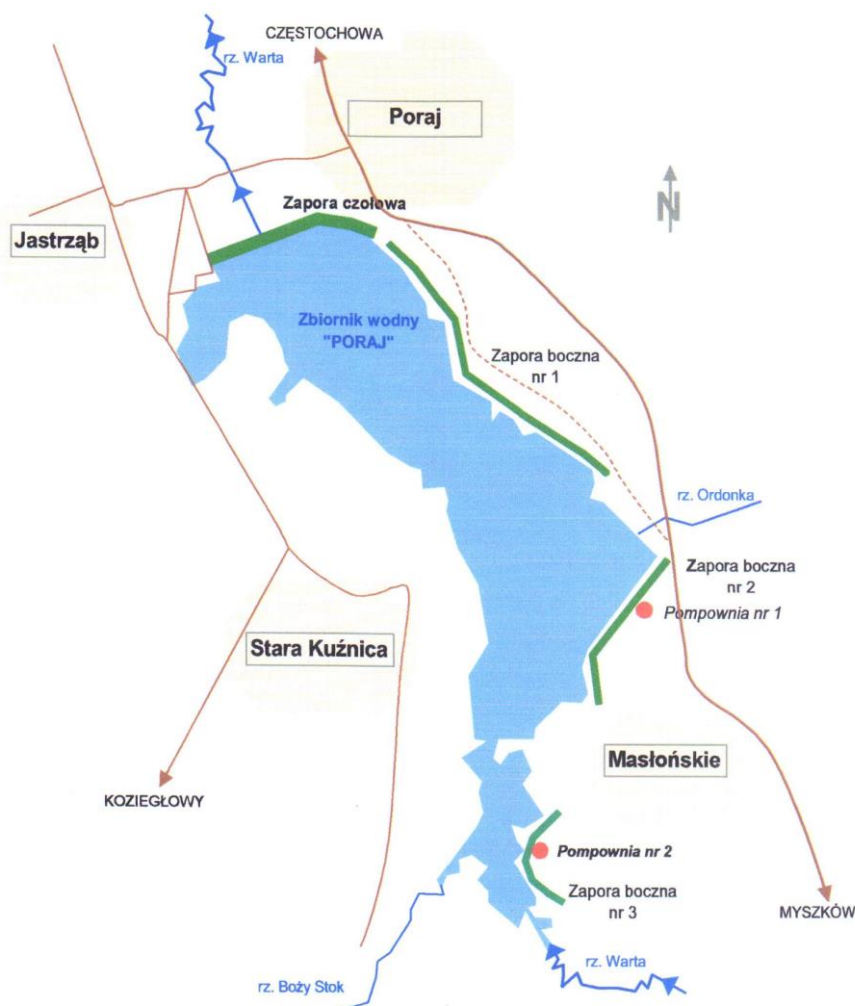 CZĘSTOCHOWA
rz. Warta
Poraj
N
Zapora czołowa
Jastrząb
Zbiornik wodny
"PORAJ"
Zapora boczna
nr 1
rz. Ordonka
Zapora boczna
nr 2
Pompownia nr 1
Stara Kuźnica
Masłońskie
KOZIEGŁOWY
Pompownia nr 2
Zapora boczna
nr 3
MYSZKÓW
rz. Warta
rz. Boży Stok